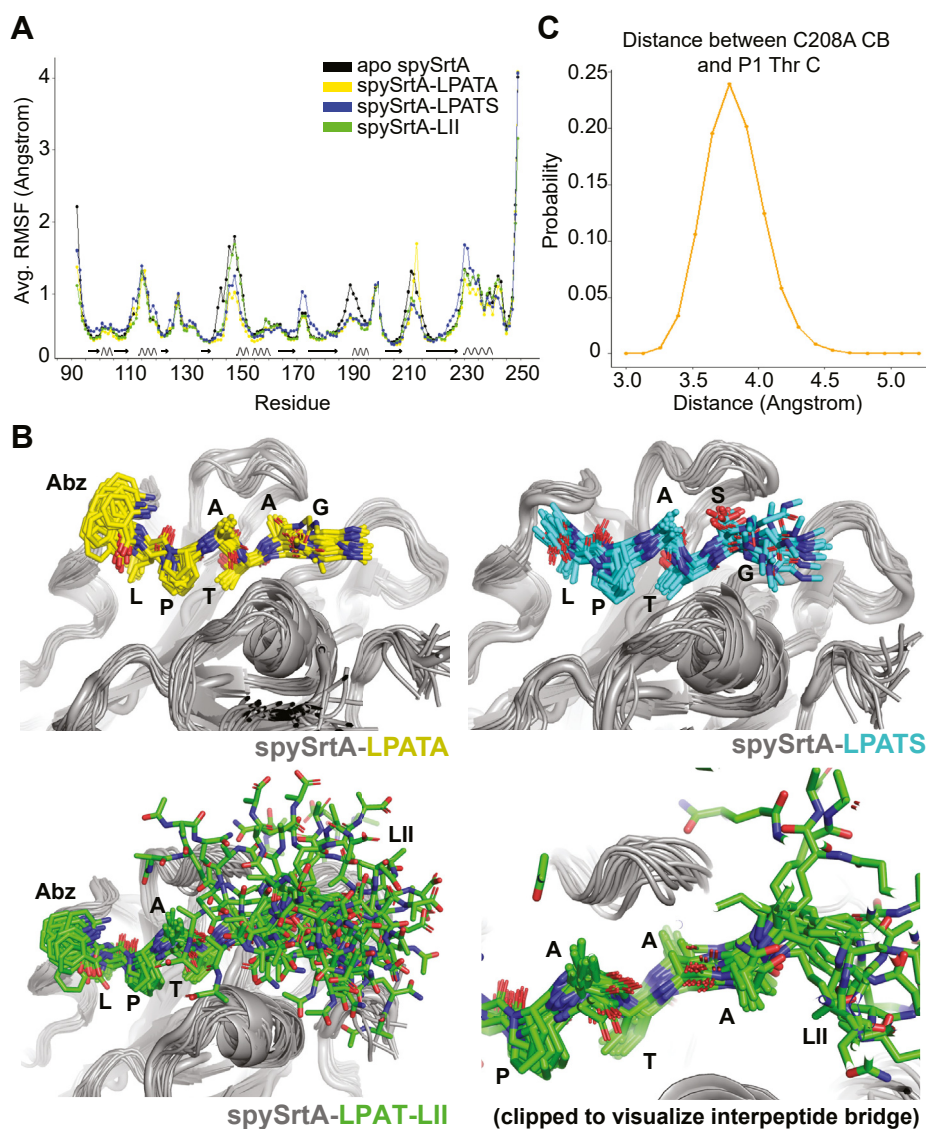 A
apo spySrtA
spySrtA-LPATA
spySrtA-LPATS
spySrtA-LII
Avg. RMSF (Angstrom)
4
2
1
0
90 110 130 150 170 190 210 230 250
Residue
C
Distance between C208A CB
and P1 Thr C
Probability
0.25
0.20
0.15
0.10
0.05
0
3.0 3.5 4.0 4.5 5.0
Distance (Angstrom)
B
Abz
A A G
L P T
spySrtA-LPATA
A S
L P T G
spySrtA-LPATS
Abz
A
LII
L P T
spySrtA-LPAT-LII
A A
P T A LII
(clipped to visualize interpeptide bridge)